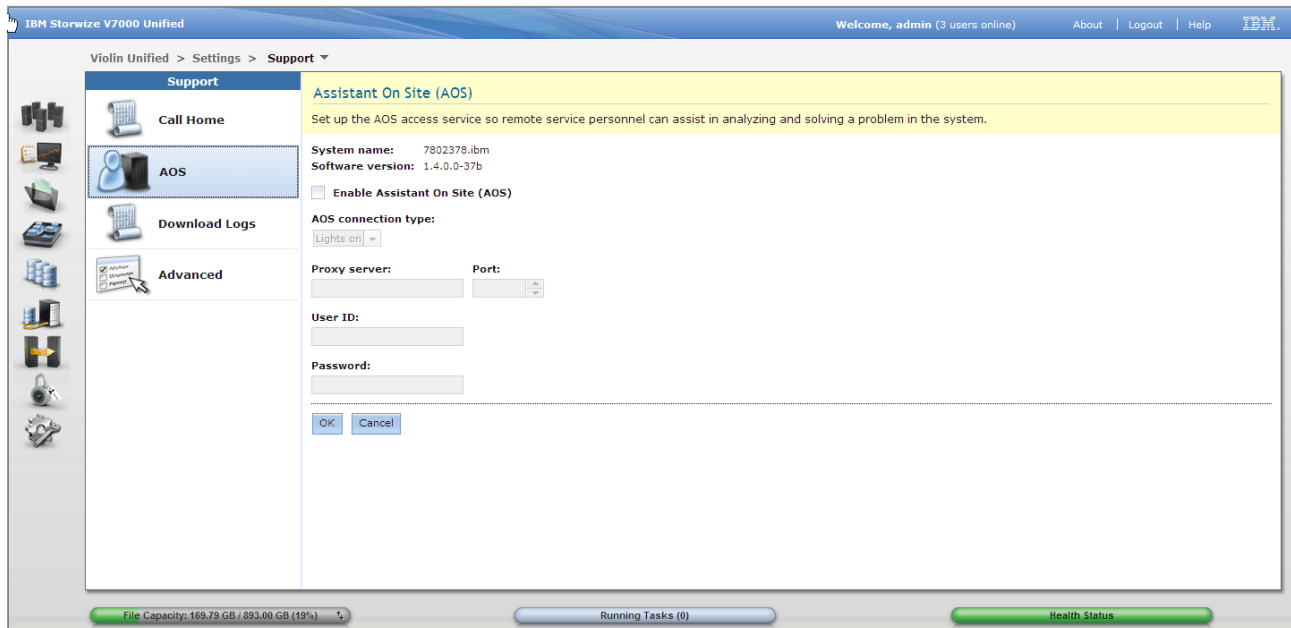 IBM Storwize V7000 Unified
Welcome, admin (3 users online)
About | Logout | Help
IBM.
Violin Unified > Settings > Support
Support
Call Home
AOS
Download Logs
Advanced
Assistant On Site (AOS)
Set up the AOS access service so remote service personnel can assist in analyzing and solving a problem in the system.
System name: 7802378.ibm
Software version: 1.4.0.0-37b
Enable Assistant On Site (AOS)
AOS connection type:
Lights on
Proxy server: Port:
User ID:
Password:
OK Cancel
File Capacity: 169.79 GB / 893.00 GB (19%)
Running Tasks (0)
Health Status